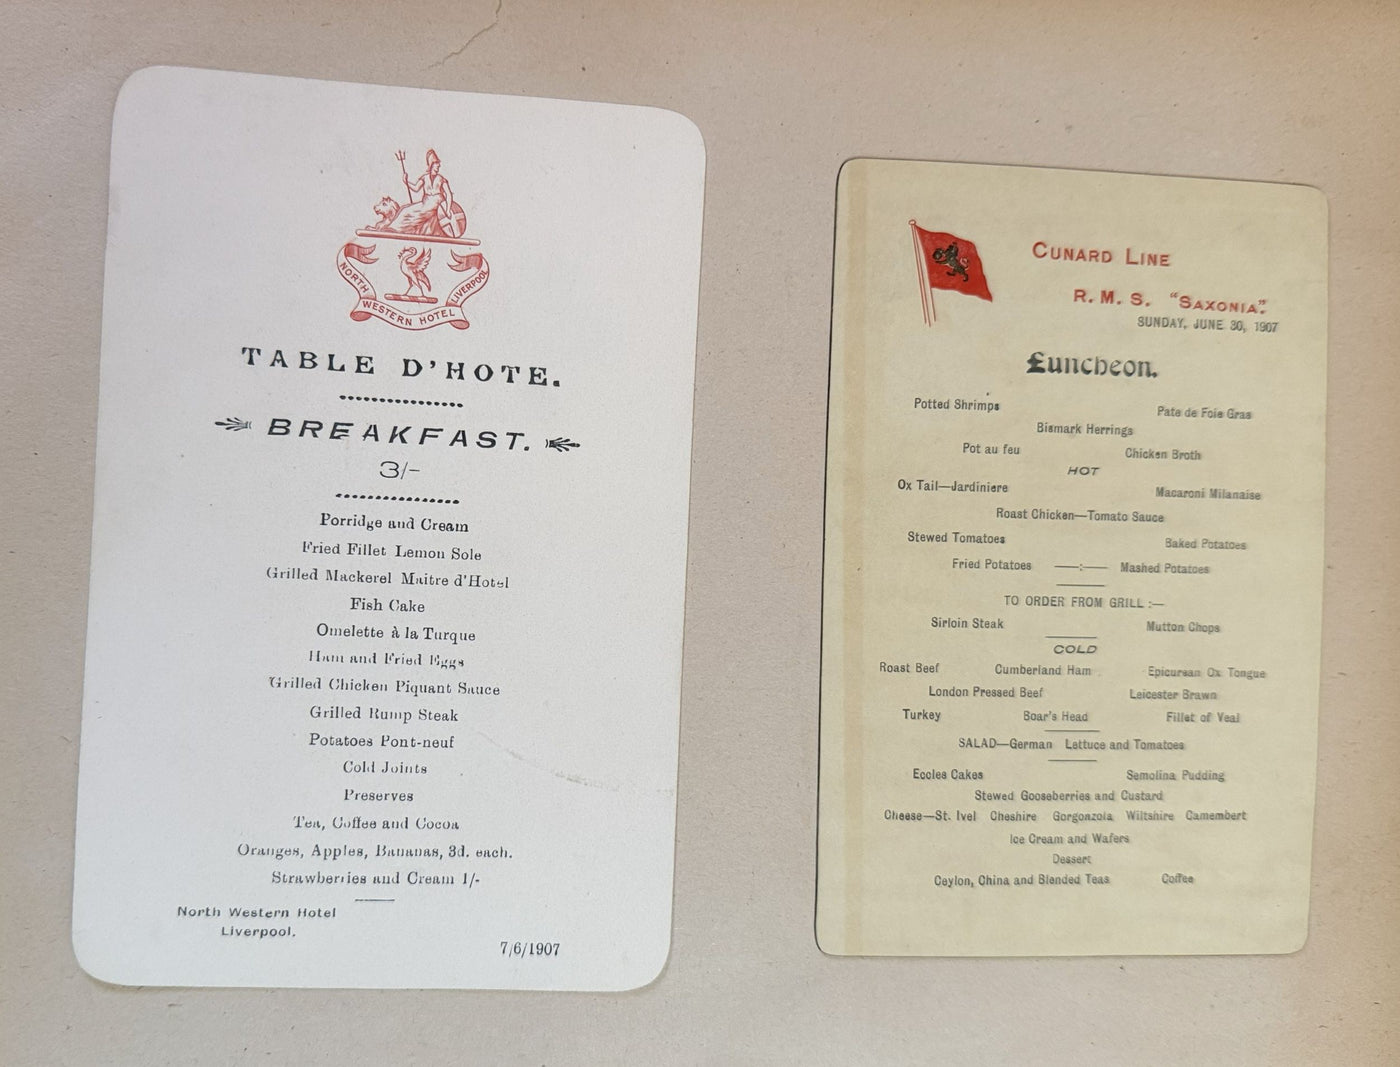 NORTH WESTERN HOTEL LIVERPOOL
TABLE D'HOTE.
BREAKFAST.
3/-
Porridge and Cream
Fried Fillet Lemon Sole
Grilled Mackerel Maitre d'Hotel
Fish Cake
Omelette à la Turque
Ham and Fried Eggs
Grilled Chicken Piquant Sauce
Grilled Rump Steak
Potatoes Pont-neuf
Cold Joints
Preserves
Tea, Coffee and Cocoa
Oranges, Apples, Bananas, 3d. each.
Strawberries and Cream 1/-
North Western Hotel
Liverpool.
7/6/1907
CUNARD LINE
R. M. S. "SAXONIA".
SUNDAY, JUNE 30, 1907
Luncheon.
Potted Shrimps Pate de Foie Gras
Bismark Herrings
Pot au feu Chicken Broth
HOT
Ox Tail—Jardiniere Macaroni Milanaise
Roast Chicken—Tomato Sauce
Stewed Tomatoes Baked Potatoes
Fried Potatoes —:— Mashed Potatoes
TO ORDER FROM GRILL :—
Sirloin Steak Mutton Chops
COLD
Roast Beef Cumberland Ham Epicurean Ox Tongue
London Pressed Beef Leicester Brawn
Turkey Boar's Head Fillet of Veal
SALAD—German Lettuce and Tomatoes
Eccles Cakes Semolina Pudding
Stewed Gooseberries and Custard
Cheese—St. Ivel Cheshire Gorgonzola Wiltshire Camembert
Ice Cream and Wafers
Dessert
Ceylon, China and Blended Teas Coffee